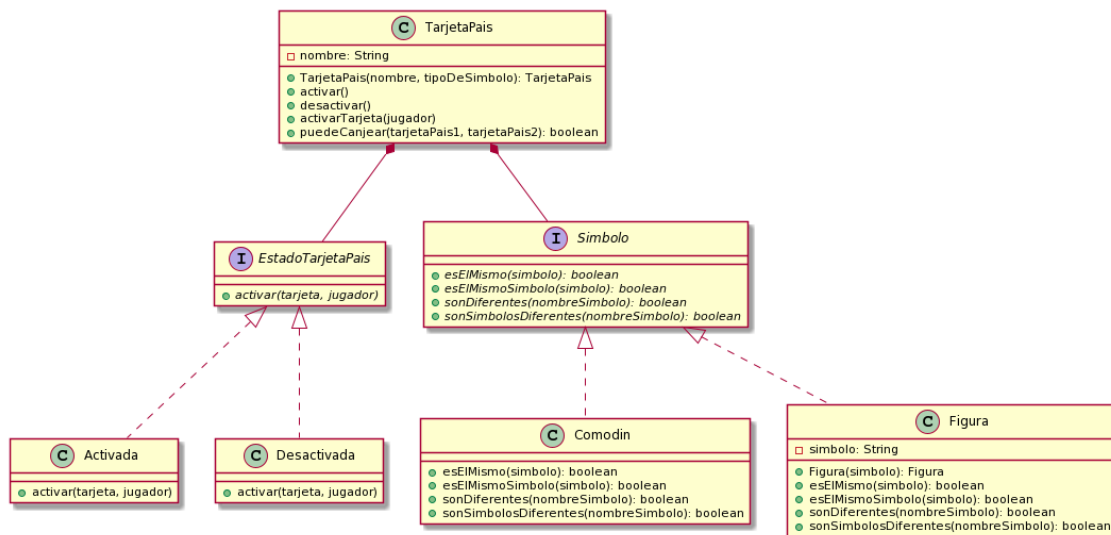 C TarjetaPais
nombre: String
TarjetaPais(nombre, tipoDeSimbolo): TarjetaPais
activar()
desactivar()
activarTarjeta(jugador)
puedeCanjear(tarjetaPais1, tarjetaPais2): boolean
I EstadoTarjetaPais
activar(tarjeta, jugador)
I Simbolo
esElMismo(simbolo): boolean
esElMismoSimbolo(simbolo): boolean
sonDiferentes(nombreSimbolo): boolean
sonSimbolosDiferentes(nombreSimbolo): boolean
C Activada
activar(tarjeta, jugador)
C Desactivada
activar(tarjeta, jugador)
C Comodin
esElMismo(simbolo): boolean
esElMismoSimbolo(simbolo): boolean
sonDiferentes(nombreSimbolo): boolean
sonSimbolosDiferentes(nombreSimbolo): boolean
C Figura
simbolo: String
Figura(simbolo): Figura
esElMismo(simbolo): boolean
esElMismoSimbolo(simbolo): boolean
sonDiferentes(nombreSimbolo): boolean
sonSimbolosDiferentes(nombreSimbolo): boolean